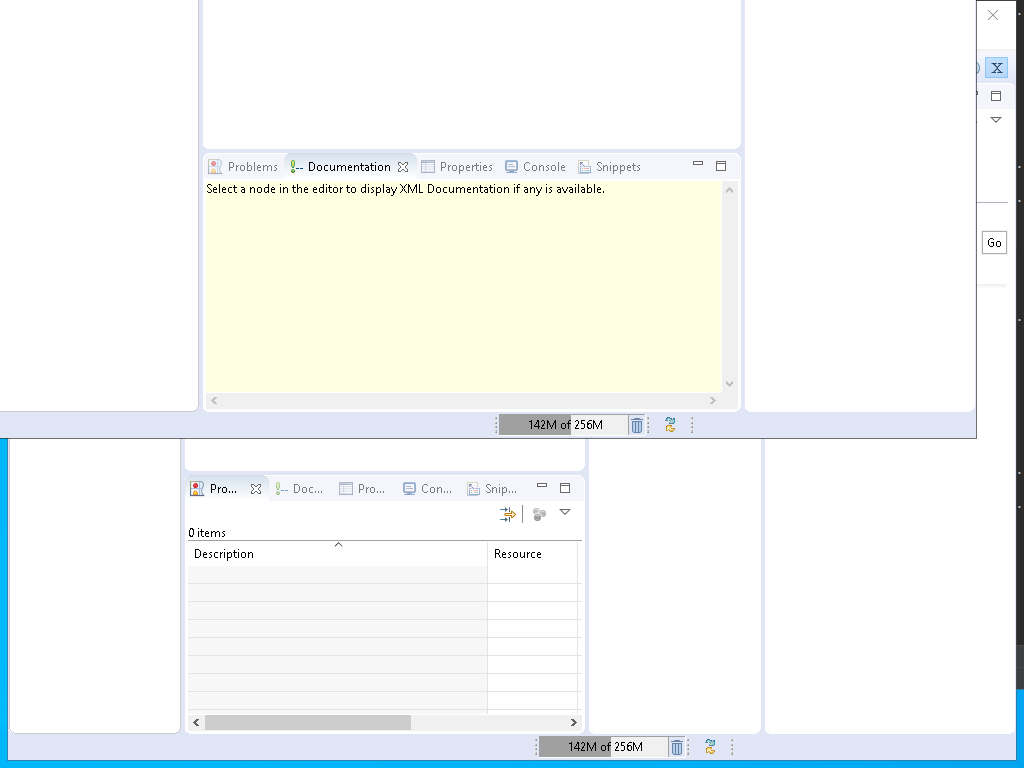 X
Go
Problems Documentation Properties Console Snippets
Select a node in the editor to display XML Documentation if any is available.
142M of 256M
Pro... Doc... Pro... Con... Snip...
0 items
Description Resource
142M of 256M